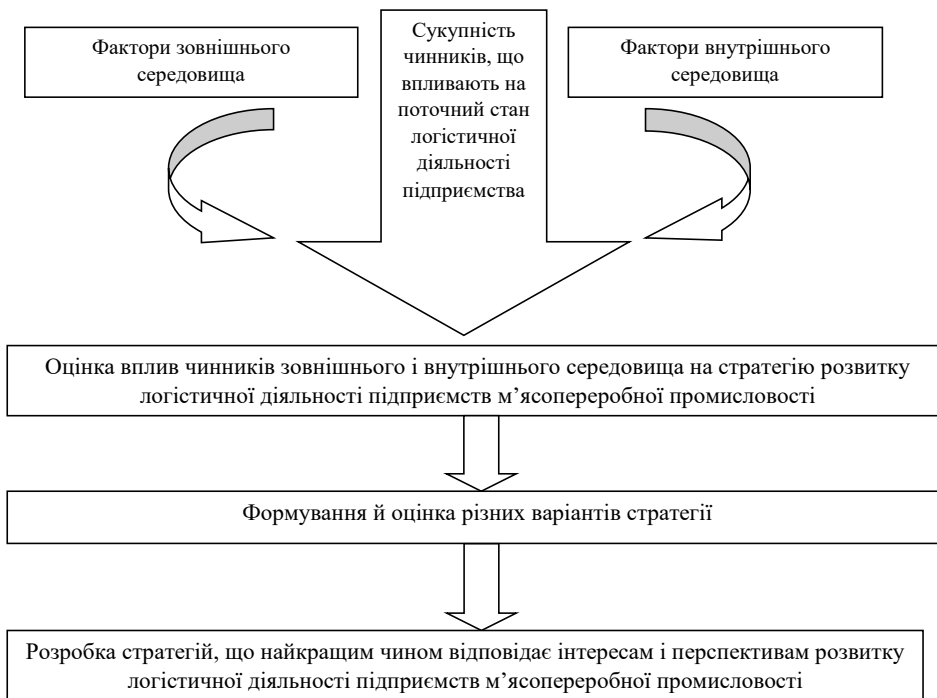 Фактори зовнішнього
середовища
Сукупність
чинників, що
впливають на
поточний стан
логістичної
діяльності
підприємства
Фактори внутрішнього
середовища
Оцінка вплив чинників зовнішнього і внутрішнього середовища на стратегію розвитку
логістичної діяльності підприємств м’ясопереробної промисловості
Формування й оцінка різних варіантів стратегії
Розробка стратегій, що найкращим чином відповідає інтересам і перспективам розвитку
логістичної діяльності підприємств м’ясопереробної промисловості